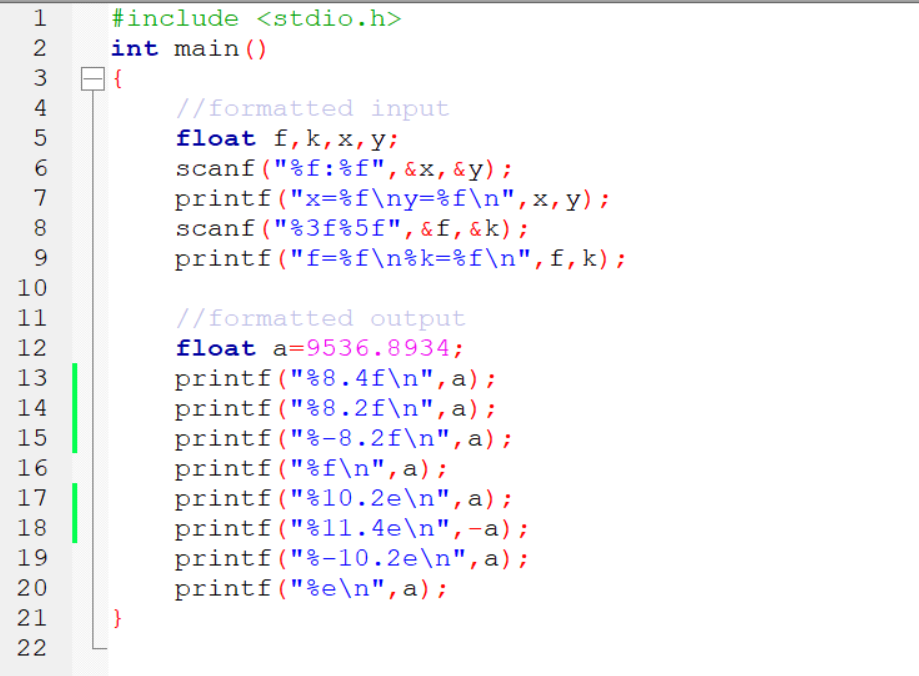 1 #include <stdio.h>
2 int main()
3 {
4 //formatted input
5 float f,k,x,y;
6 scanf("%f:%f",&x,&y);
7 printf("x=%f\ny=%f\n",x,y);
8 scanf("%3f%5f",&f,&k);
9 printf("f=%f\n%k=%f\n",f,k);
10
11 //formatted output
12 float a=9536.8934;
13 printf("%8.4f\n",a);
14 printf("%8.2f\n",a);
15 printf("%-8.2f\n",a);
16 printf("%f\n",a);
17 printf("%10.2e\n",a);
18 printf("%11.4e\n",-a);
19 printf("%-10.2e\n",a);
20 printf("%e\n",a);
21 }
22